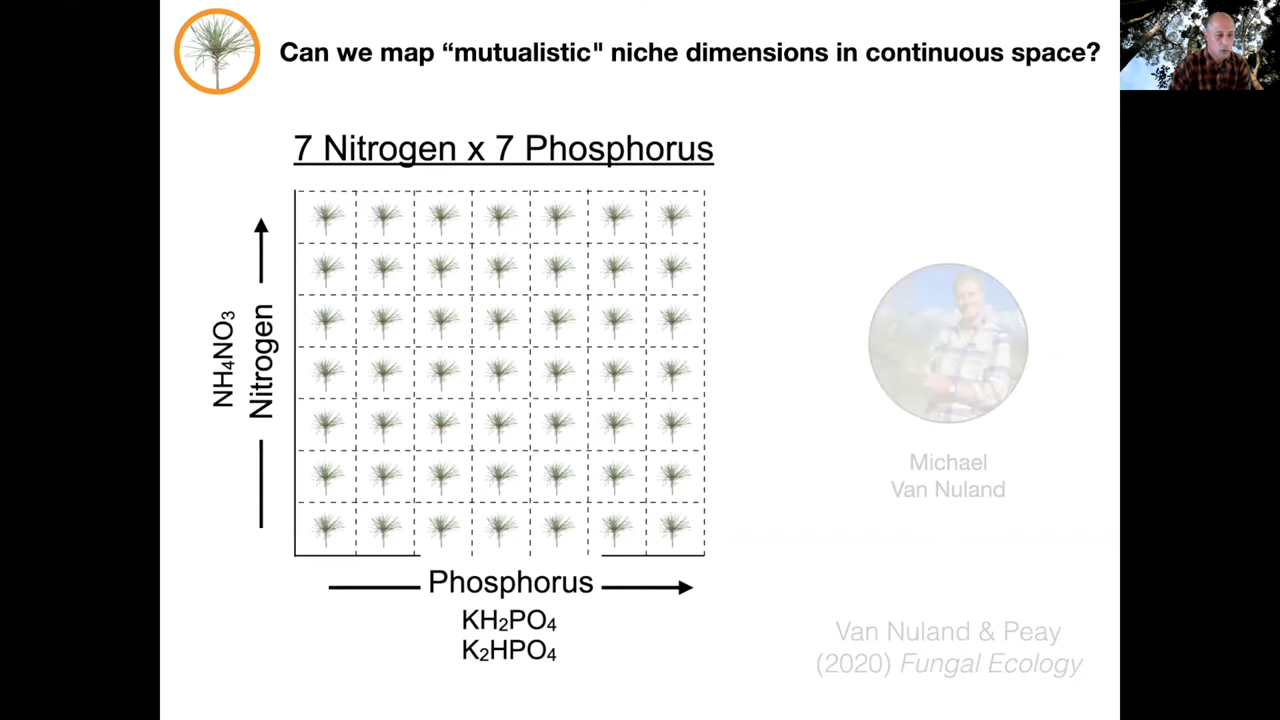 Can we map “mutualistic" niche dimensions in continuous space?
7 Nitrogen x 7 Phosphorus
NH₄NO₃
Nitrogen
Phosphorus
KH₂PO₄
K₂HPO₄
Michael
Van Nuland
Van Nuland & Peay
(2020) Fungal Ecology